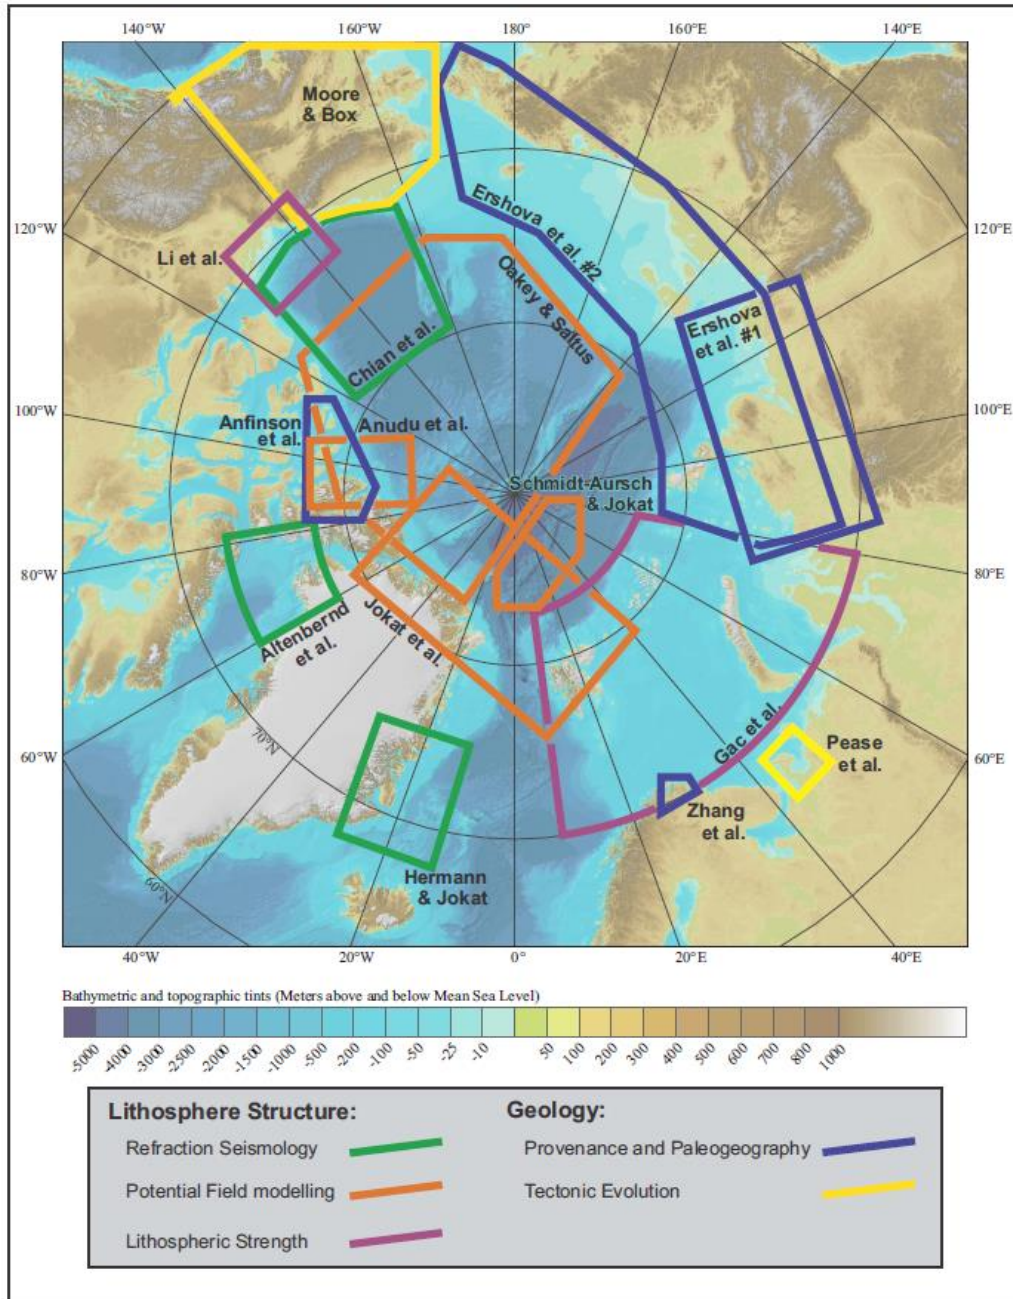 140°W
160°W
180°
160°E
140°E
Moore
& Box
120°W
120°E
Li et al.
Ershova et al. #2
Oakey & Saltus
Ershova
et al. #1
Chian et al.
100°W
100°E
Anfinson
et al.
Anudu et al.
Schmidt-Aursch
& Jokat
80°W
80°E
Altenbernd
et al.
Jokat et al.
70°N
Gac et al.
60°W
60°E
Pease
et al.
Zhang
et al.
60°N
Hermann
& Jokat
40°W
20°W
0°
20°E
40°E
Bathymetric and topographic tints (Meters above and below Mean Sea Level)
-5000 -4000 -3000 -2500 -2000 -1500 -1000 -500 -200 -100 -50 -25 -10 50 100 200 300 400 500 600 700 800 1000
Lithosphere Structure:
Refraction Seismology
Potential Field modelling
Lithospheric Strength
Geology:
Provenance and Paleogeography
Tectonic Evolution